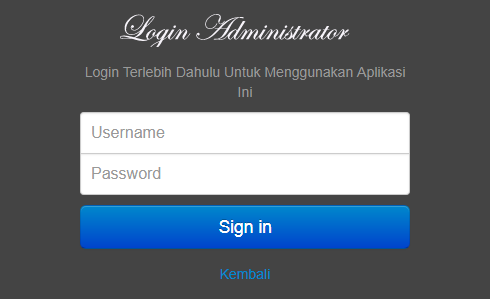 Login Administrator
Login Terlebih Dahulu Untuk Menggunakan Aplikasi
Ini
Username
Password
Sign in
Kembali